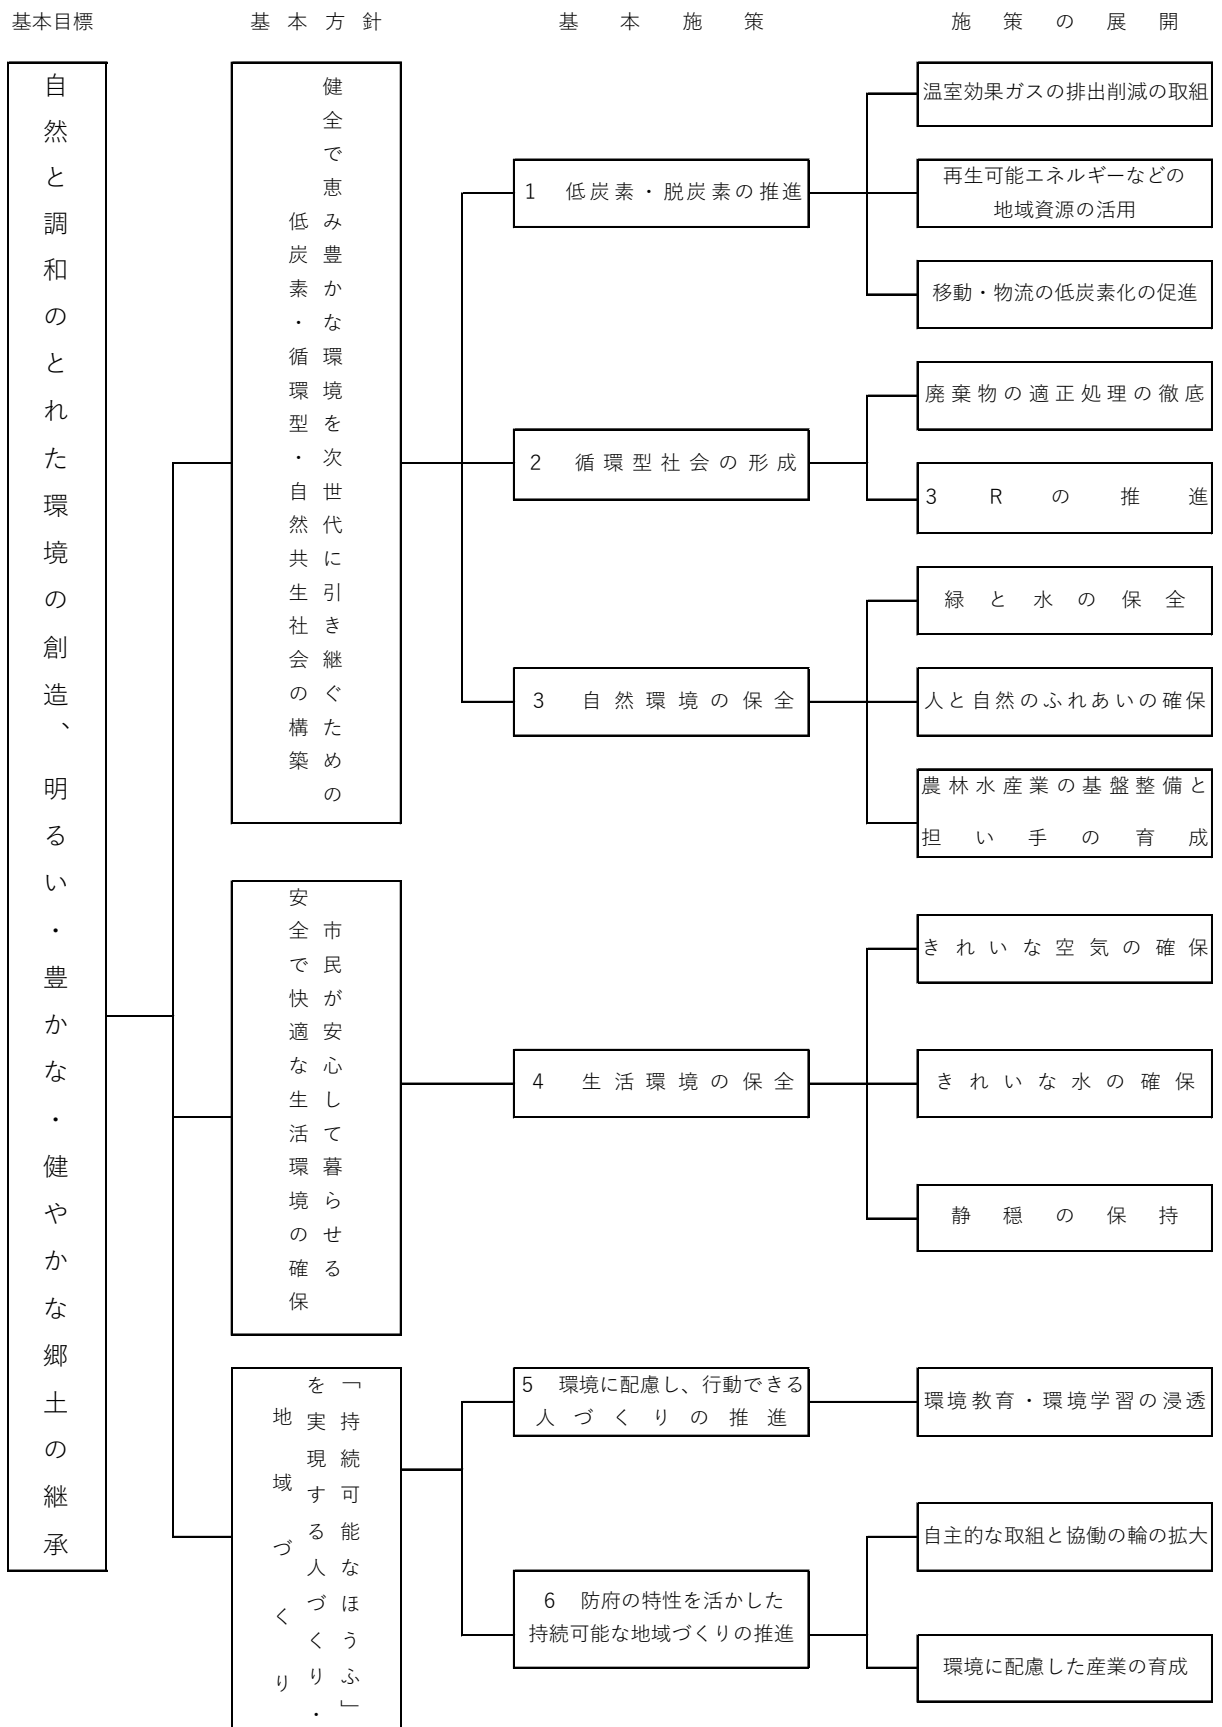 基本目標
基本方針
基本施策
施策の展開
自然と調和のとれた環境の創造、明るい・豊かな・健やかな郷土の継承
健全で恵み豊かな環境を次世代に引き継ぐための
低炭素・循環型・自然共生社会の構築
1 低炭素・脱炭素の推進
温室効果ガスの排出削減の取組
再生可能エネルギーなどの
地域資源の活用
移動・物流の低炭素化の促進
2 循環型社会の形成
廃棄物の適正処理の徹底
3Rの推進
3 自然環境の保全
緑と水の保全
人と自然のふれあいの確保
農林水産業の基盤整備と
担い手の育成
市民が安心して暮らせる
安全で快適な生活環境の確保
4 生活環境の保全
きれいな空気の確保
きれいな水の確保
静穏の保持
「持続可能なほうふ」
を実現する人づくり・
地域づくり
5 環境に配慮し、行動できる
人づくりの推進
環境教育・環境学習の浸透
6 防府の特性を活かした
持続可能な地域づくりの推進
自主的な取組と協働の輪の拡大
環境に配慮した産業の育成